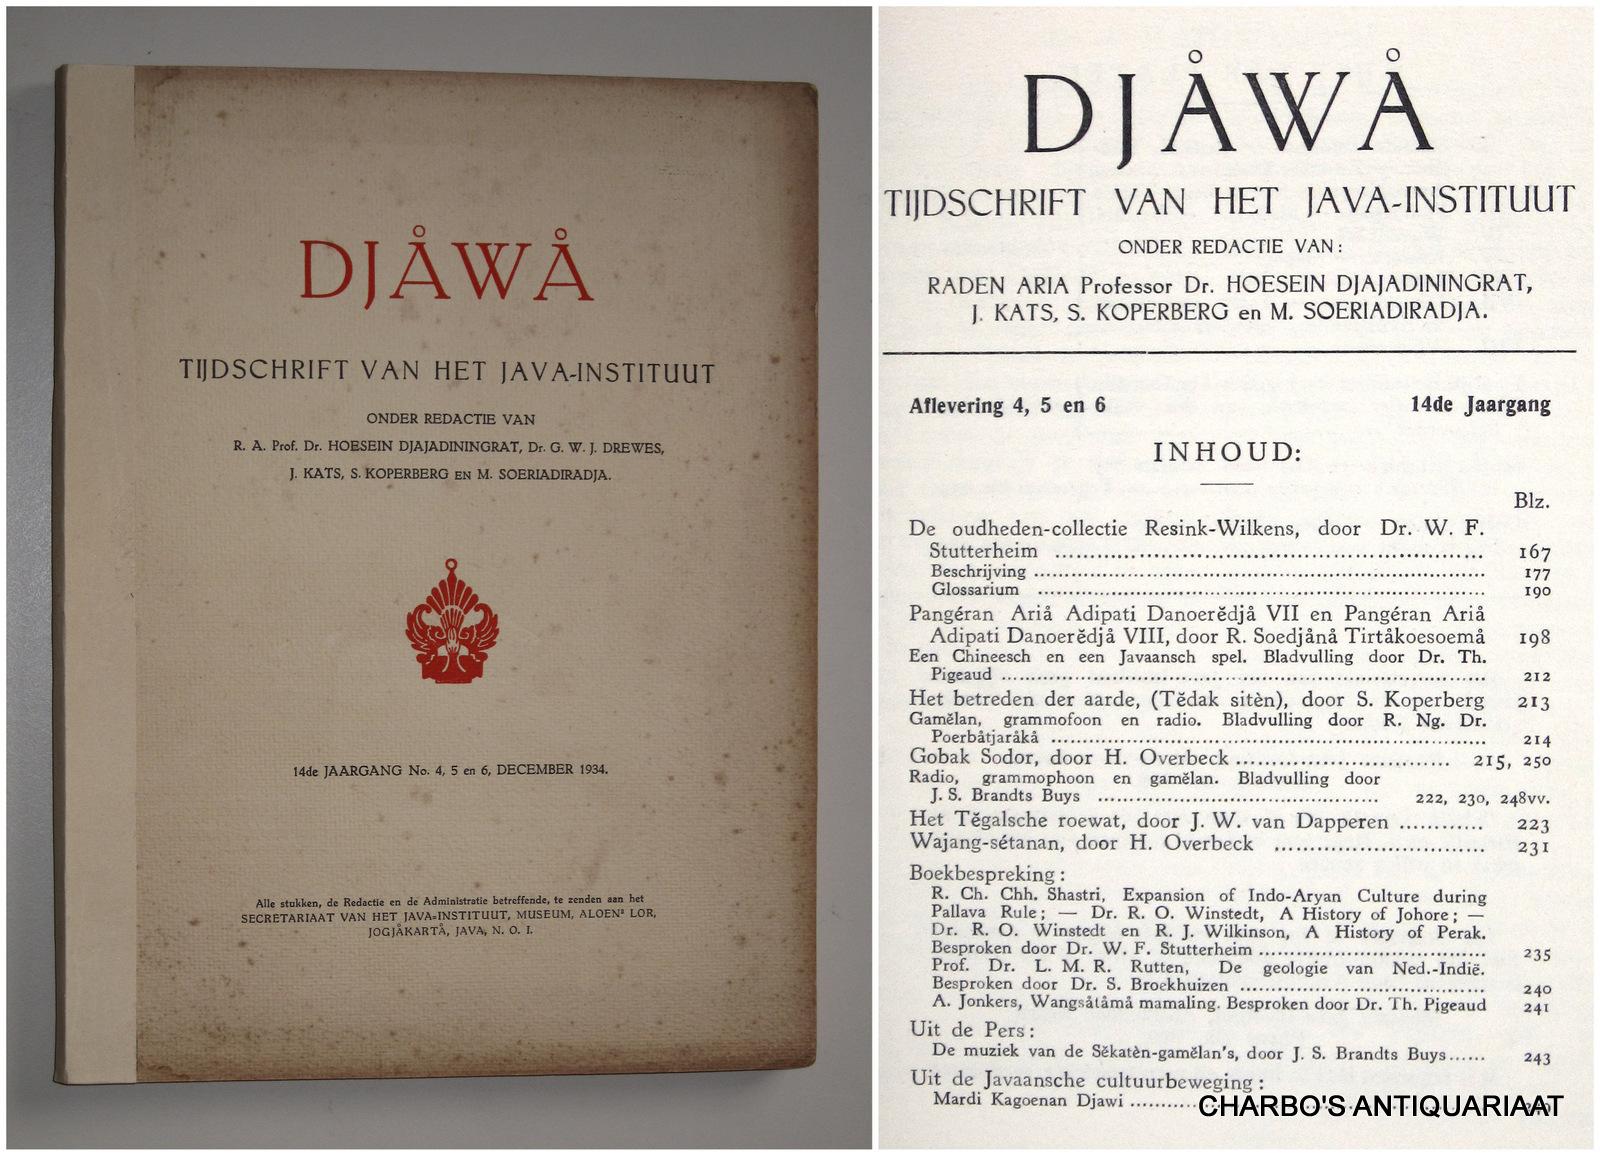 DJÅWÅ
TIJDSCHRIFT VAN HET JAVA-INSTITUUT
ONDER REDACTIE VAN
R. A. Prof. Dr. HOESEIN DJAJADININGRAT, Dr. G. W. J. DREWES,
J. KATS, S. KOPERBERG EN M. SOERIADIRADJA.
14de JAARGANG No. 4, 5 en 6, DECEMBER 1934.
Alle stukken, de Redactie en de Administratie betreffende, te zenden aan het
SECRETARIAAT VAN HET JAVA-INSTITUUT, MUSEUM, ALOEN² LOR,
JOGJÅKARTÅ, JAVA, N. O. I.
DJÅWÅ
TIJDSCHRIFT VAN HET JAVA-INSTITUUT
ONDER REDACTIE VAN:
RADEN ARIA Professor Dr. HOESEIN DJAJADININGRAT,
J. KATS, S. KOPERBERG en M. SOERIADIRADJA.
Aflevering 4, 5 en 6 14de Jaargang
INHOUD:
Blz.
De oudheden-collectie Resink-Wilkens, door Dr. W. F.
Stutterheim ........ 167
Beschrijving ........ 177
Glossarium ........ 190
Pangéran Ariå Adipati Danoerĕdjå VII en Pangéran Ariå
Adipati Danoerĕdjå VIII, door R. Soedjånå Tirtåkoesoemå 198
Een Chineesch en een Javaansch spel. Bladvulling door Dr. Th.
Pigeaud ........ 212
Het betreden der aarde, (Tĕdak sitèn), door S. Koperberg 213
Gamĕlan, grammofoon en radio. Bladvulling door R. Ng. Dr.
Poerbåtjaråkå ........ 214
Gobak Sodor, door H. Overbeck ........ 215, 250
Radio, grammophoon en gamĕlan. Bladvulling door
J. S. Brandts Buys ........ 222, 230, 248vv.
Het Tĕgalsche roewat, door J. W. van Dapperen ........ 223
Wajang-sétanan, door H. Overbeck ........ 231
Boekbespreking:
R. Ch. Chh. Shastri, Expansion of Indo-Aryan Culture during
Pallava Rule; — Dr. R. O. Winstedt, A History of Johore; —
Dr. R. O. Winstedt en R. J. Wilkinson, A History of Perak.
Besproken door Dr. W. F. Stutterheim ........ 235
Prof. Dr. L. M. R. Rutten, De geologie van Ned.-Indië.
Besproken door Dr. S. Broekhuizen ........ 240
A. Jonkers, Wangsåtåmå mamaling. Besproken door Dr. Th. Pigeaud 241
Uit de Pers:
De muziek van de Sĕkatèn-gamĕlan's, door J. S. Brandts Buys...... 243
Uit de Javaansche cultuurbeweging:
Mardi Kagoenan Djawi ........
CHARBO'S ANTIQUARIAAT